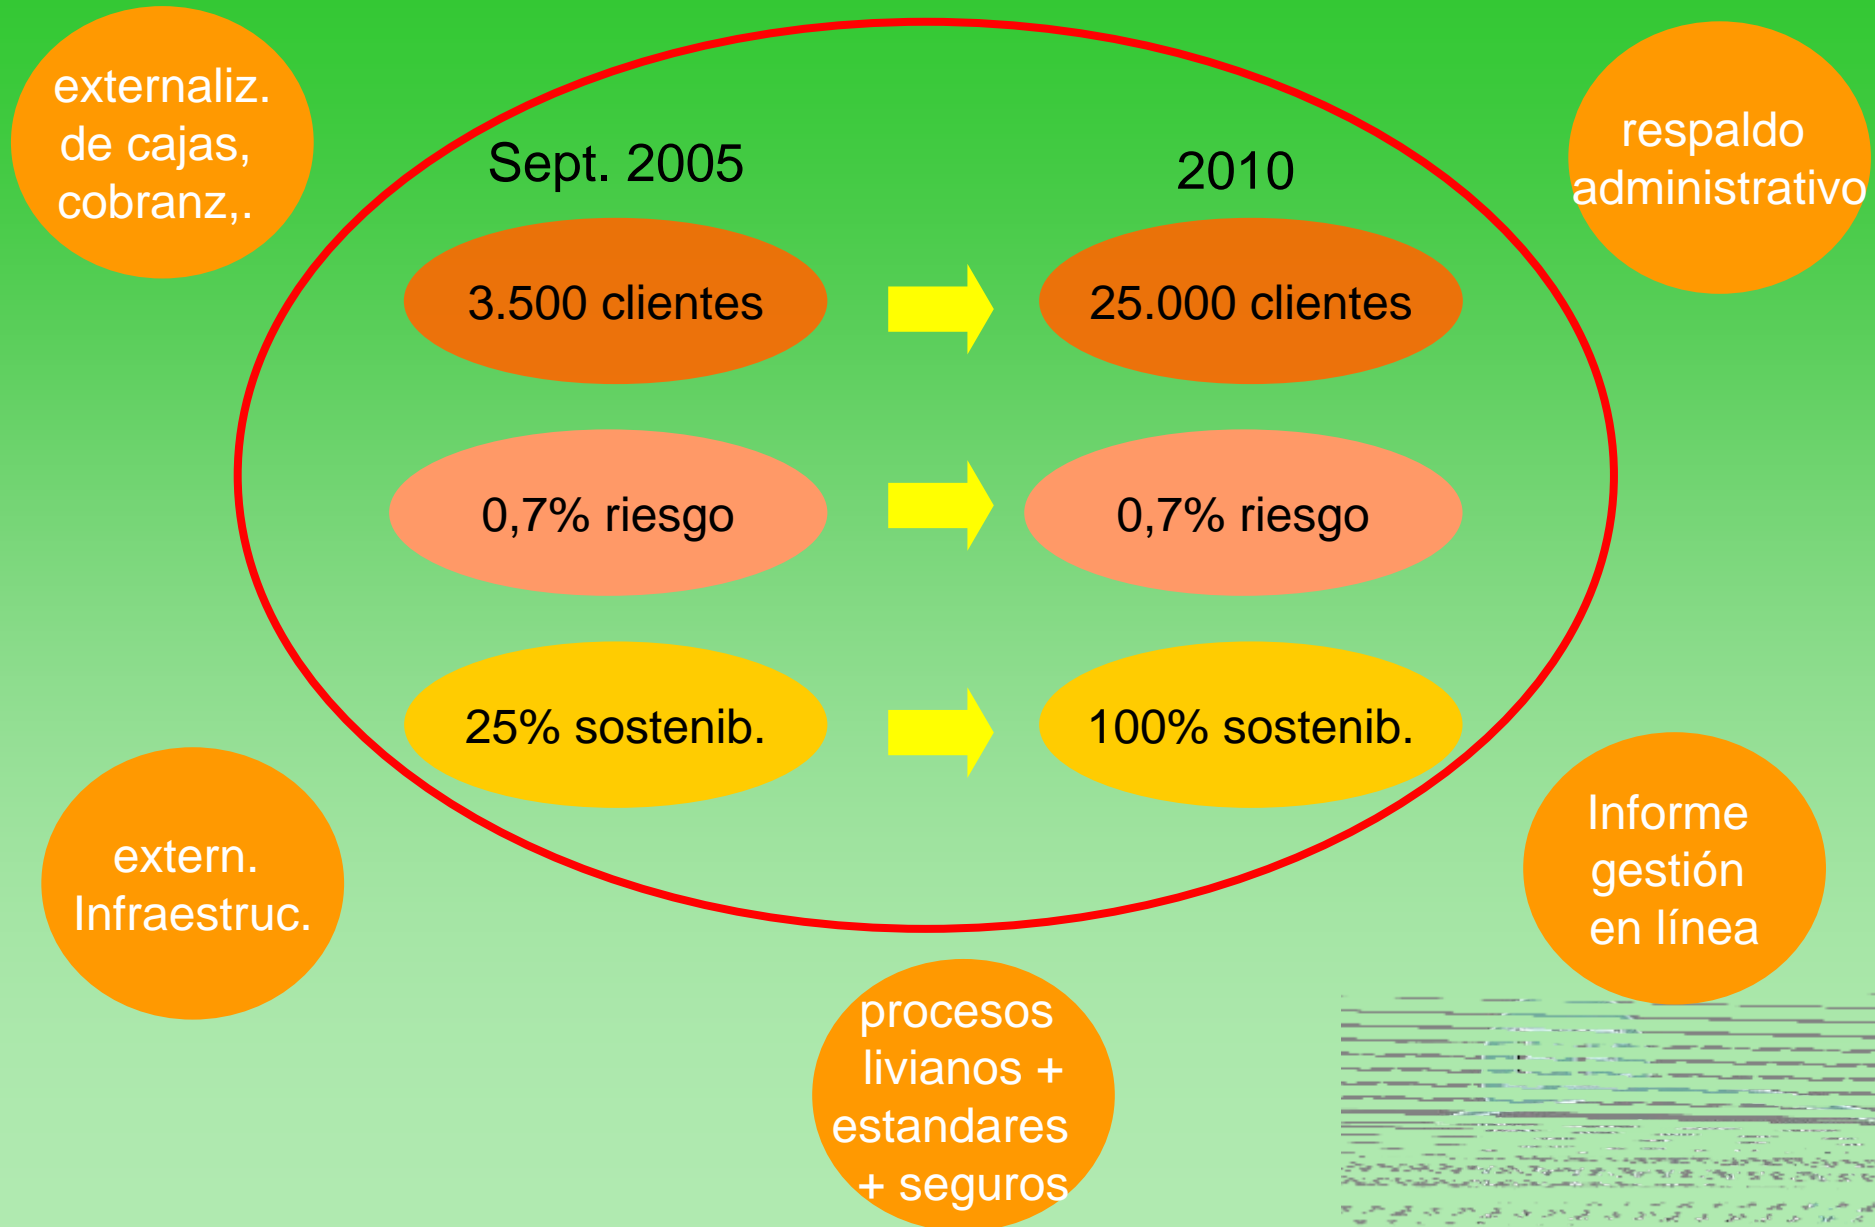 externaliz.
de cajas,
cobranz,.
respaldo
administrativo
Sept. 2005
2010
3.500 clientes
25.000 clientes
0,7% riesgo
0,7% riesgo
25% sostenib.
100% sostenib.
extern.
Infraestruc.
Informe
gestión
en línea
procesos
livianos +
estandares
+ seguros